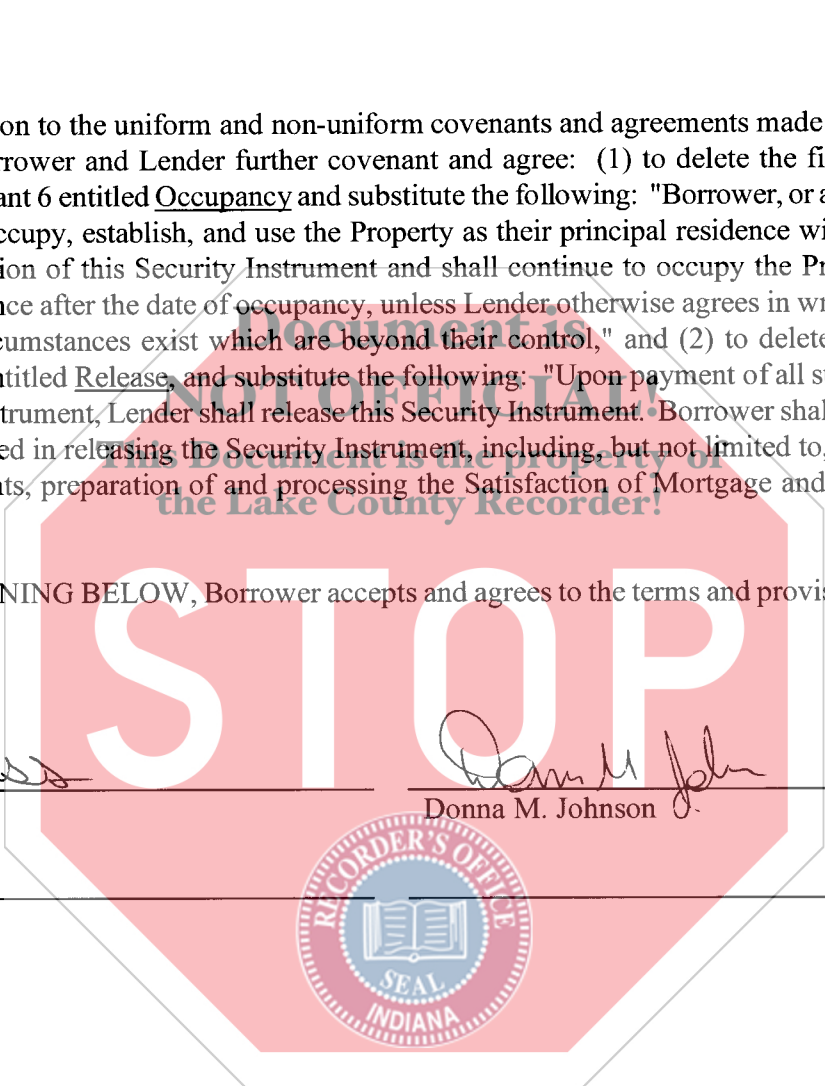 on to the uniform and non-uniform covenants and agreements made
rrower and Lender further covenant and agree: (1) to delete the fi
ant 6 entitled Occupancy and substitute the following: "Borrower, or a
ccupy, establish, and use the Property as their principal residence wi
ion of this Security Instrument and shall continue to occupy the Pr
nce after the date of occupancy, unless Lender otherwise agrees in wr
cumstances exist which are beyond their control," and (2) to delete
ntitled Release, and substitute the following: "Upon payment of all s
trument, Lender shall release this Security Instrument. Borrower shal
ed in releasing the Security Instrument, including, but not limited to,
nts, preparation of and processing the Satisfaction of Mortgage and
Document is
NOT OFFICIAL!
This Document is the property of
the Lake County Recorder!
NING BELOW, Borrower accepts and agrees to the terms and provis
STOP
Donna M. Johnson
RECORDER'S OFFICE
SEAL
INDIANA